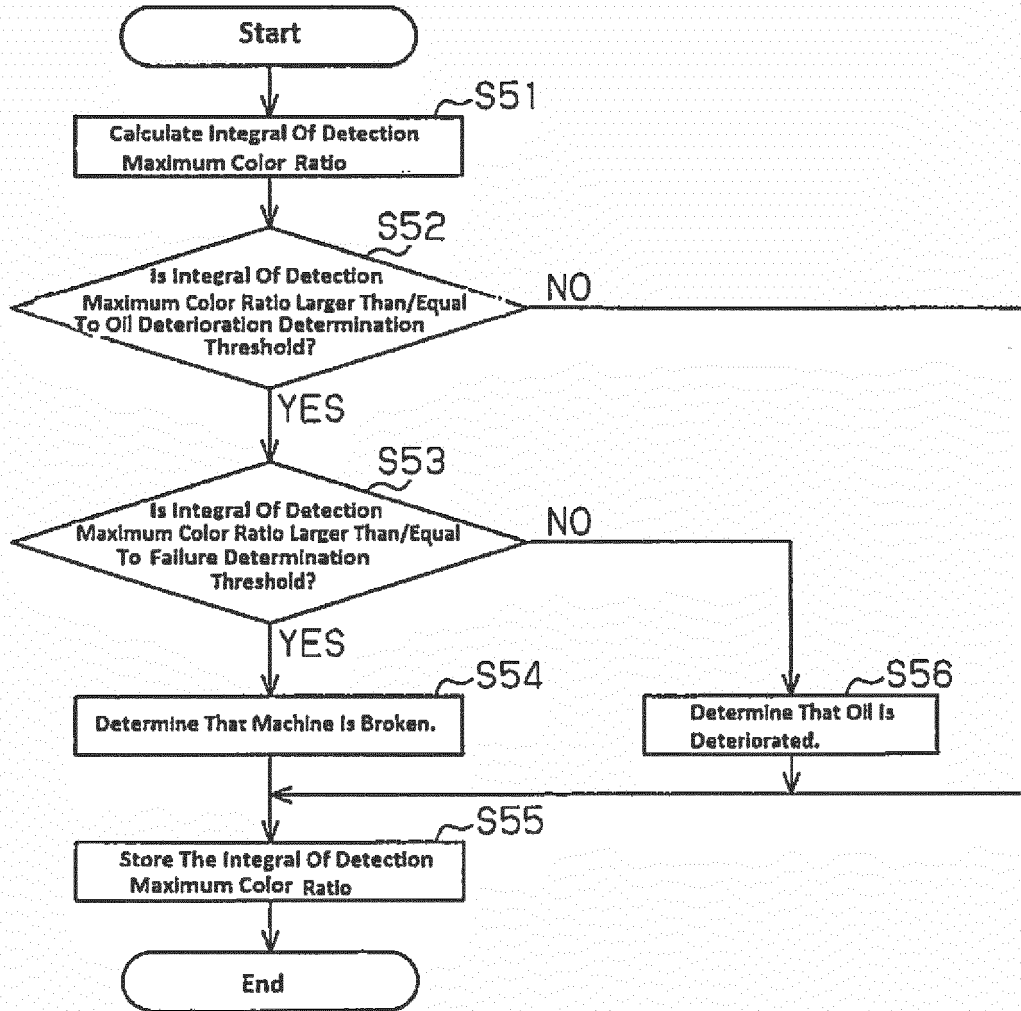 Start
S51
Calculate Integral Of Detection
Maximum Color Ratio
S52
Is Integral Of Detection
Maximum Color Ratio Larger Than/Equal
To Oil Deterioration Determination
Threshold?
NO
YES
S53
Is Integral Of Detection
Maximum Color Ratio Larger Than/Equal
To Failure Determination
Threshold?
NO
YES
S54
Determine That Machine Is Broken.
S56
Determine That Oil Is
Deteriorated.
S55
Store The Integral Of Detection
Maximum Color Ratio
End